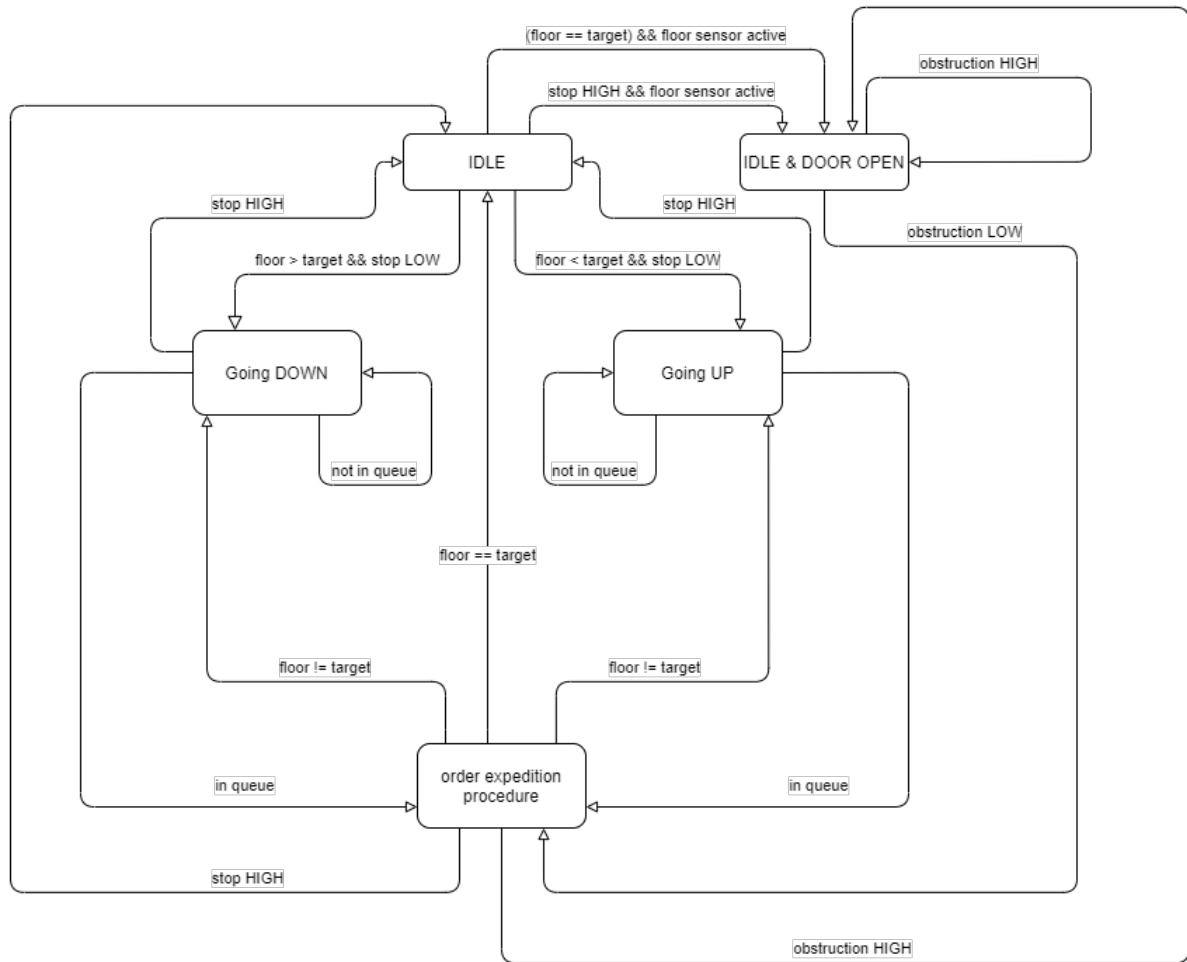 (floor == target) && floor sensor active
obstruction HIGH
stop HIGH && floor sensor active
IDLE
IDLE & DOOR OPEN
stop HIGH
stop HIGH
obstruction LOW
floor > target && stop LOW
floor < target && stop LOW
Going DOWN
Going UP
not in queue
not in queue
floor == target
floor != target
floor != target
order expedition
procedure
in queue
in queue
stop HIGH
obstruction HIGH